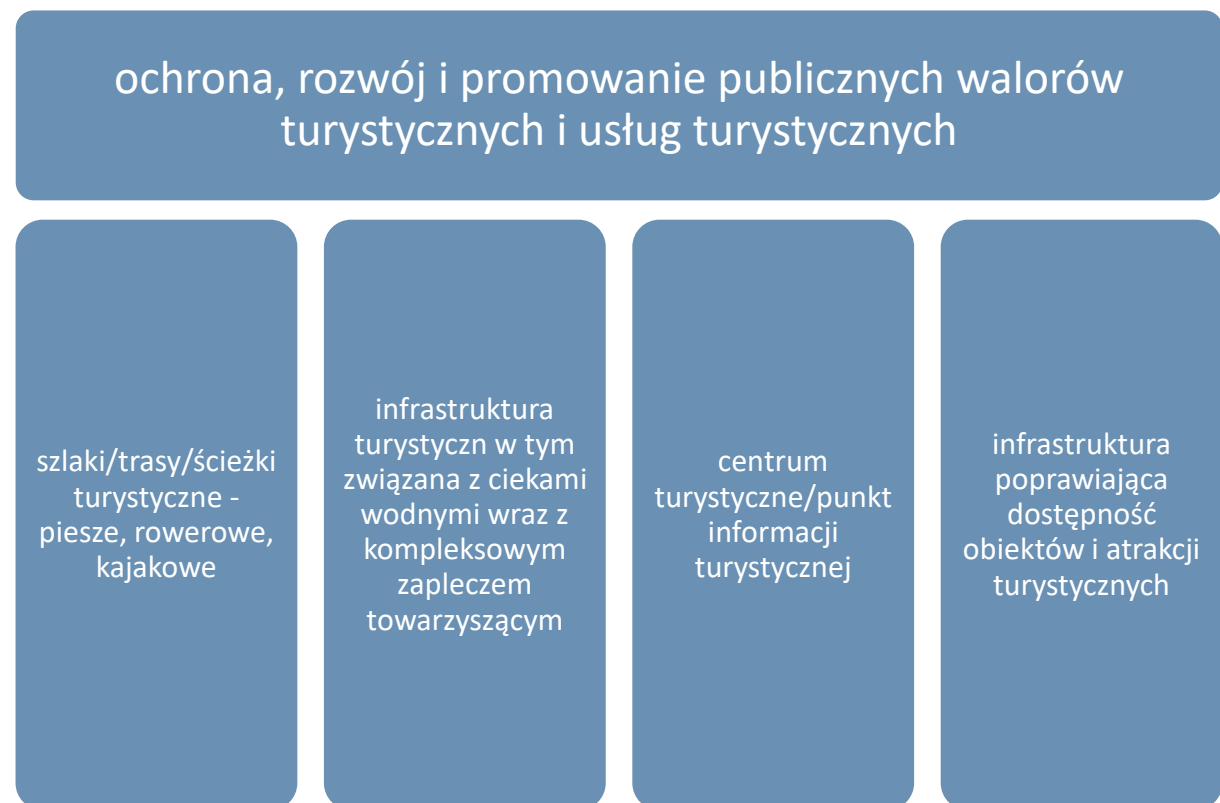 ochrona, rozwój i promowanie publicznych walorów
turystycznych i usług turystycznych
szlaki/trasy/ścieżki
turystyczne -
piesze, rowerowe,
kajakowe
infrastruktura
turystyczn w tym
związana z ciekami
wodnymi wraz z
kompleksowym
zapleczem
towarzyszącym
centrum
turystyczne/punkt
informacji
turystycznej
infrastruktura
poprawiająca
dostępność
obiektów i atrakcji
turystycznych